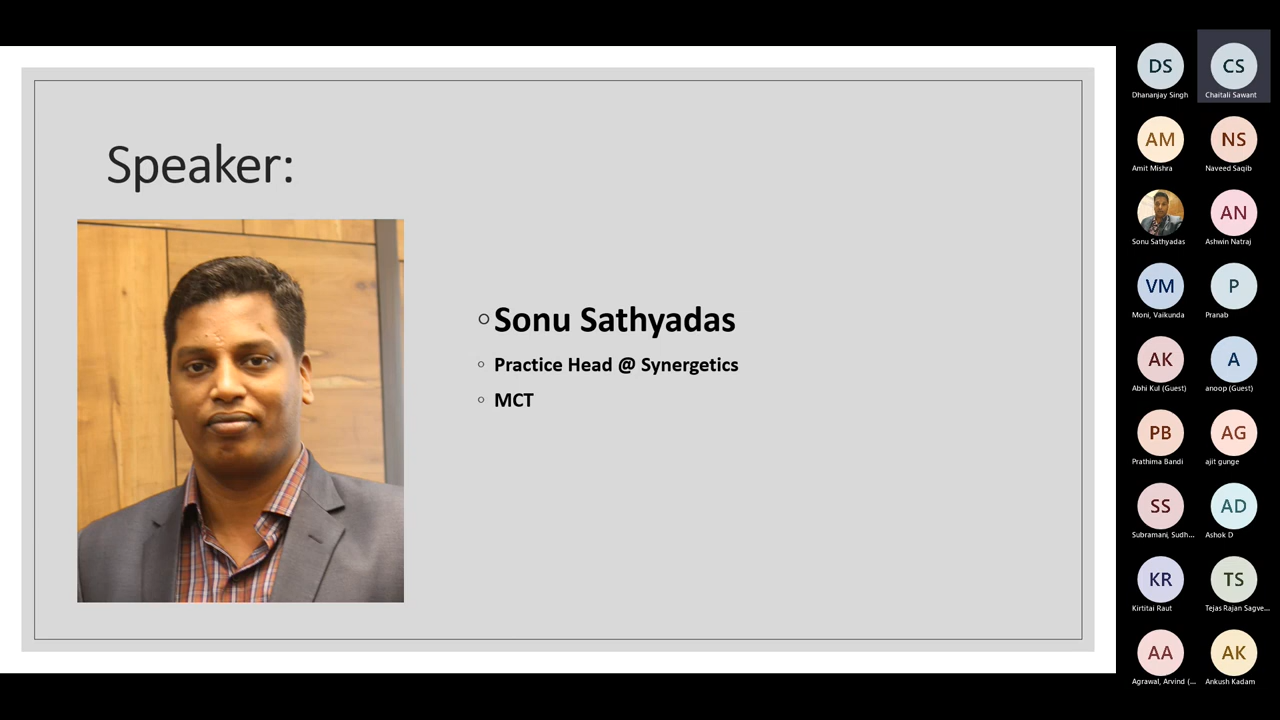 Speaker:
○Sonu Sathyadas
○ Practice Head @ Synergetics
○ MCT
DS
Dhananjay Singh
CS
Chaitali Sawant
AM
Amit Mishra
NS
Naveed Saqib
Sonu Sathyadas
AN
Ashwin Natraj
VM
Moni, Vaikunda
P
Pranab
AK
Abhi Kul (Guest)
A
anoop (Guest)
PB
Prathima Bandi
AG
ajit gunge
SS
Subramani, Sudh...
AD
Ashok D
KR
Kirtitai Raut
TS
Tejas Rajan Sagve...
AA
Agrawal, Arvind (...
AK
Ankush Kadam